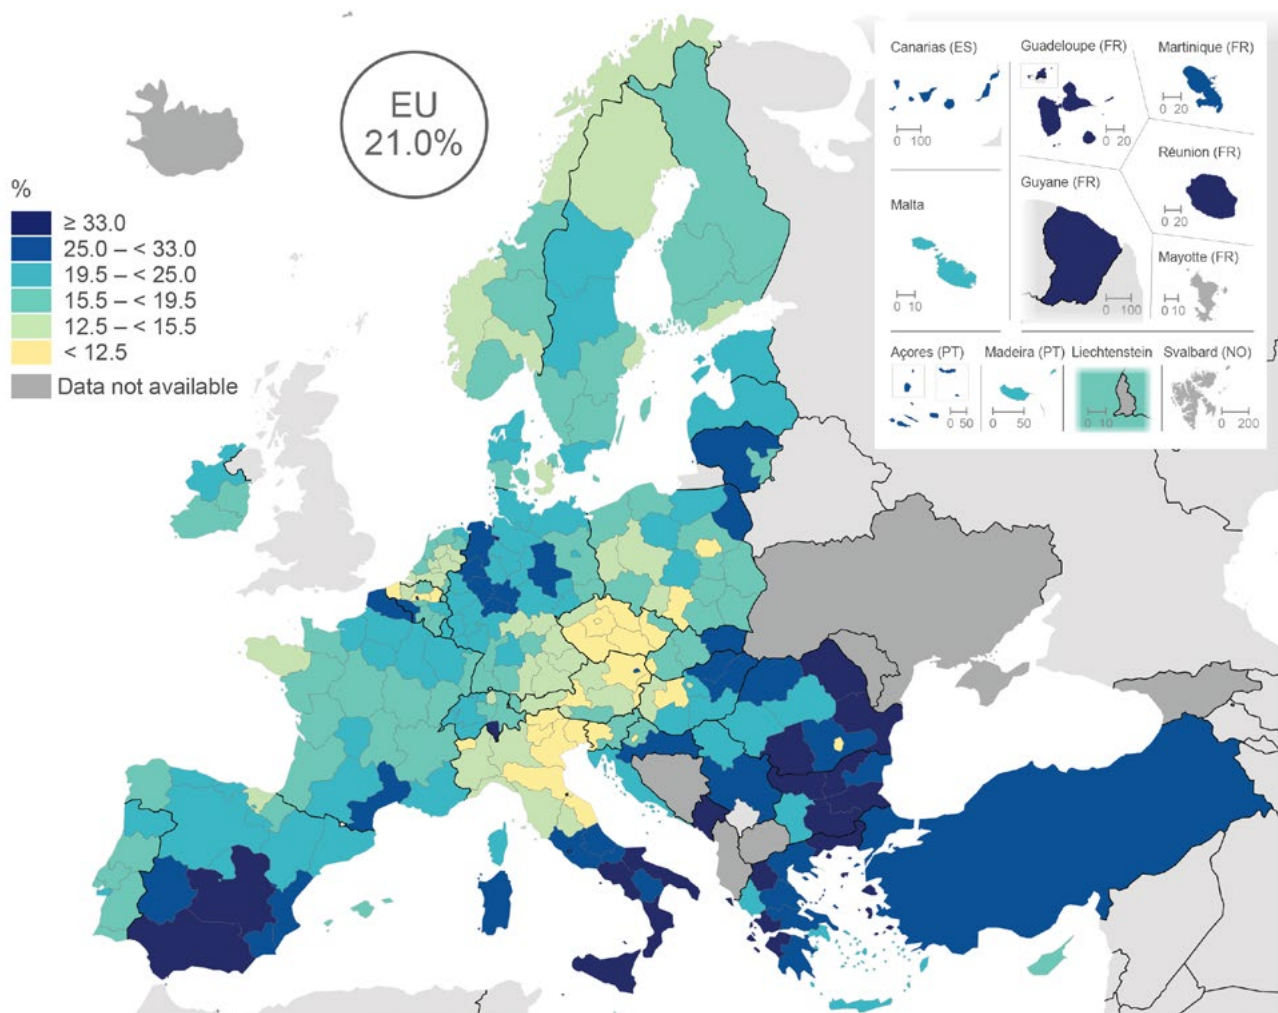 EU
21.0%
%
≥ 33.0
25.0 – < 33.0
19.5 – < 25.0
15.5 – < 19.5
12.5 – < 15.5
< 12.5
Data not available
Canarias (ES)
0 100
Guadeloupe (FR)
0 20
Martinique (FR)
0 20
Réunion (FR)
0 20
Guyane (FR)
0 100
Malta
0 10
Mayotte (FR)
0 10
Açores (PT)
0 50
Madeira (PT)
0 50
Liechtenstein
0 10
Svalbard (NO)
0 200